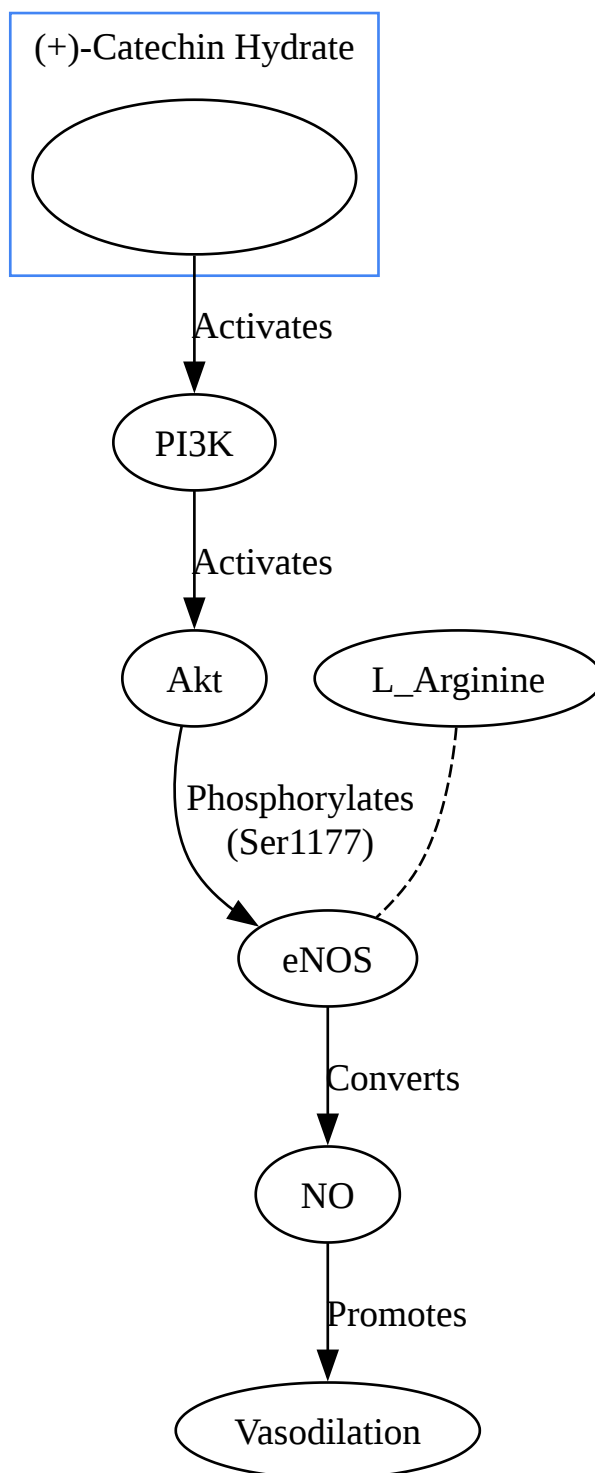 (+)-Catechin Hydrate
Activates
PI3K
Activates
Akt
L_Arginine
Phosphorylates
(Ser1177)
eNOS
Converts
NO
Promotes
Vasodilation